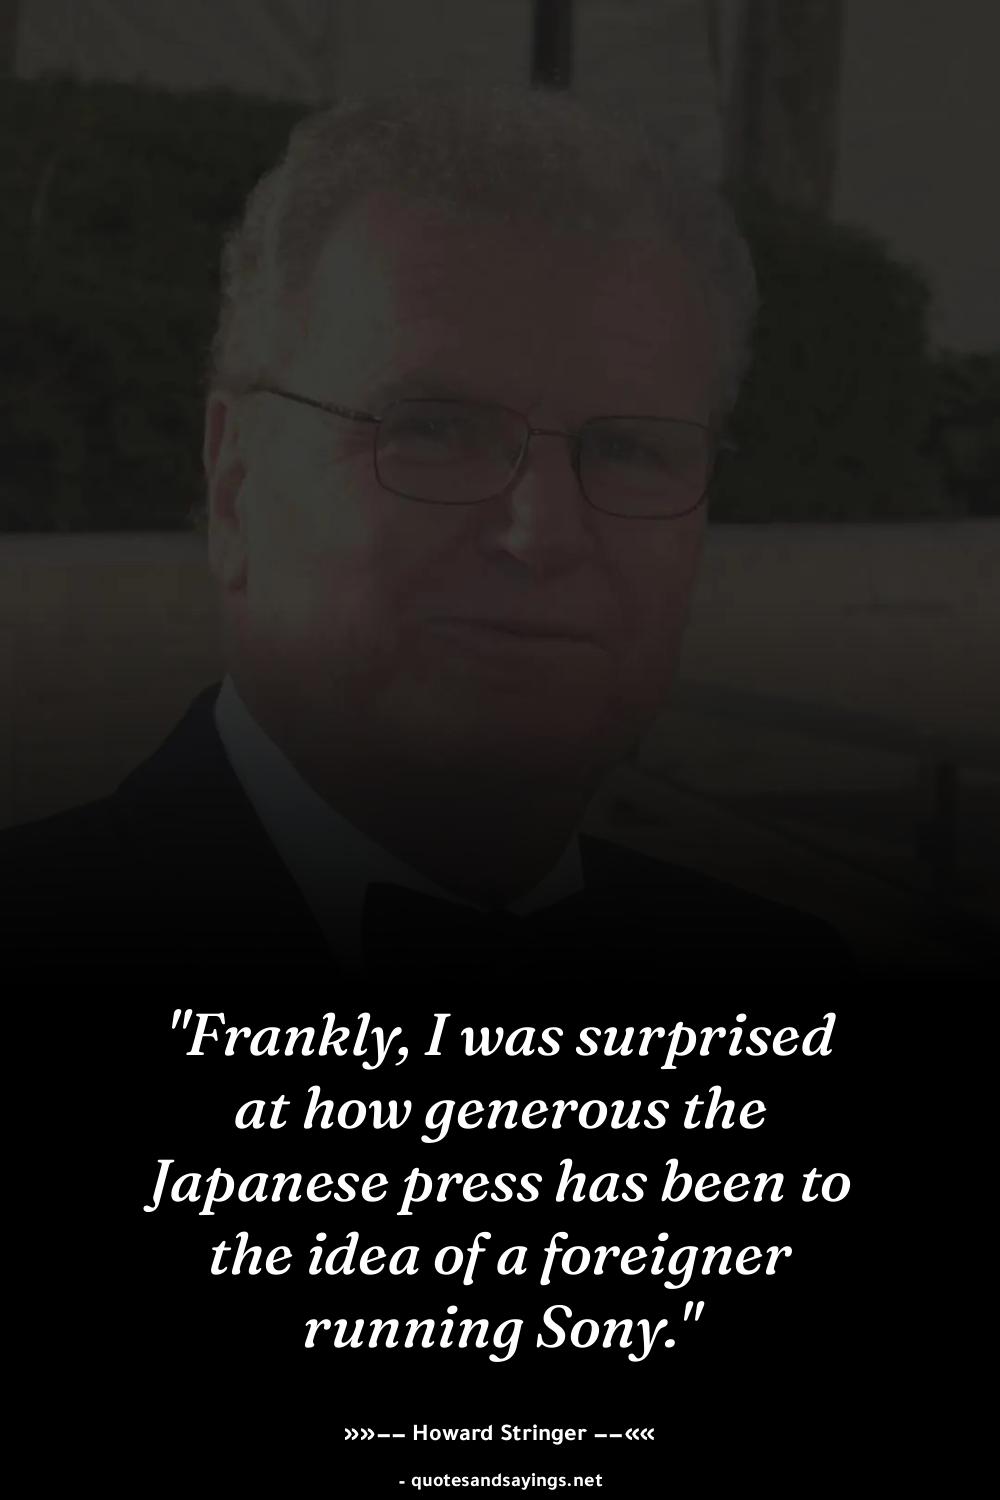 "Frankly, I was surprised
at how generous the
Japanese press has been to
the idea of a foreigner
running Sony."
»»–– Howard Stringer ––««
- quotesandsayings.net